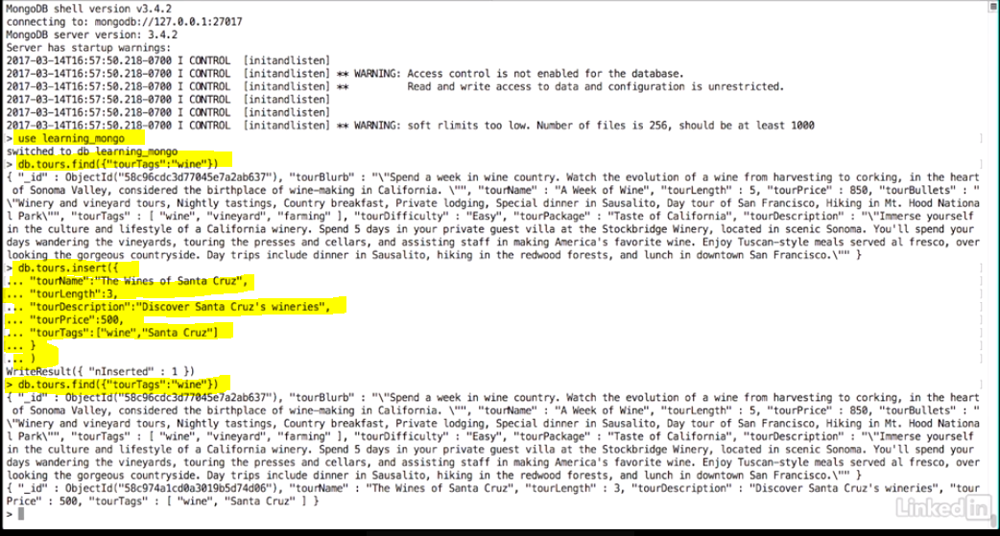 MongoDB shell version v3.4.2
connecting to: mongodb://127.0.0.1:27017
MongoDB server version: 3.4.2
Server has startup warnings:
2017-03-14T16:57:50.218-0700 I CONTROL  [initandlisten]
2017-03-14T16:57:50.218-0700 I CONTROL  [initandlisten] ** WARNING: Access control is not enabled for the database.
2017-03-14T16:57:50.218-0700 I CONTROL  [initandlisten] **          Read and write access to data and configuration is unrestricted.
2017-03-14T16:57:50.218-0700 I CONTROL  [initandlisten]
2017-03-14T16:57:50.218-0700 I CONTROL  [initandlisten]
2017-03-14T16:57:50.218-0700 I CONTROL  [initandlisten] ** WARNING: soft rlimits too low. Number of files is 256, should be at least 1000
> use learning_mongo
switched to db learning_mongo
> db.tours.find({"tourTags":"wine"})
{ "_id" : ObjectId("58c96cdc3d77045e7a2ab637"), "tourBlurb" : "\"Spend a week in wine country. Watch the evolution of a wine from harvesting to corking, in the heart
 of Sonoma Valley, considered the birthplace of wine-making in California. \"", "tourName" : "A Week of Wine", "tourLength" : 5, "tourPrice" : 850, "tourBullets" : "
\"Winery and vineyard tours, Nightly tastings, Country breakfast, Private lodging, Special dinner in Sausalito, Day tour of San Francisco, Hiking in Mt. Hood Nationa
l Park\"", "tourTags" : [ "wine", "vineyard", "farming" ], "tourDifficulty" : "Easy", "tourPackage" : "Taste of California", "tourDescription" : "\"Immerse yourself
in the culture and lifestyle of a California winery. Spend 5 days in your private guest villa at the Stockbridge Winery, located in scenic Sonoma. You'll spend your
days wandering the vineyards, touring the presses and cellars, and assisting staff in making America's favorite wine. Enjoy Tuscan-style meals served al fresco, over
looking the gorgeous countryside. Day trips include dinner in Sausalito, hiking in the redwood forests, and lunch in downtown San Francisco.\"" }
> db.tours.insert({
... "tourName":"The Wines of Santa Cruz",
... "tourLength":3,
... "tourDescription":"Discover Santa Cruz's wineries",
... "tourPrice":500,
... "tourTags":["wine","Santa Cruz"]
... }
... )
WriteResult({ "nInserted" : 1 })
> db.tours.find({"tourTags":"wine"})
{ "_id" : ObjectId("58c96cdc3d77045e7a2ab637"), "tourBlurb" : "\"Spend a week in wine country. Watch the evolution of a wine from harvesting to corking, in the heart
 of Sonoma Valley, considered the birthplace of wine-making in California. \"", "tourName" : "A Week of Wine", "tourLength" : 5, "tourPrice" : 850, "tourBullets" : "
\"Winery and vineyard tours, Nightly tastings, Country breakfast, Private lodging, Special dinner in Sausalito, Day tour of San Francisco, Hiking in Mt. Hood Nationa
l Park\"", "tourTags" : [ "wine", "vineyard", "farming" ], "tourDifficulty" : "Easy", "tourPackage" : "Taste of California", "tourDescription" : "\"Immerse yourself
in the culture and lifestyle of a California winery. Spend 5 days in your private guest villa at the Stockbridge Winery, located in scenic Sonoma. You'll spend your
days wandering the vineyards, touring the presses and cellars, and assisting staff in making America's favorite wine. Enjoy Tuscan-style meals served al fresco, over
looking the gorgeous countryside. Day trips include dinner in Sausalito, hiking in the redwood forests, and lunch in downtown San Francisco.\"" }
{ "_id" : ObjectId("58c974a1cd0a3019b5d74d06"), "tourName" : "The Wines of Santa Cruz", "tourLength" : 3, "tourDescription" : "Discover Santa Cruz's wineries", "tour
Price" : 500, "tourTags" : [ "wine", "Santa Cruz" ] }
>
Linked in